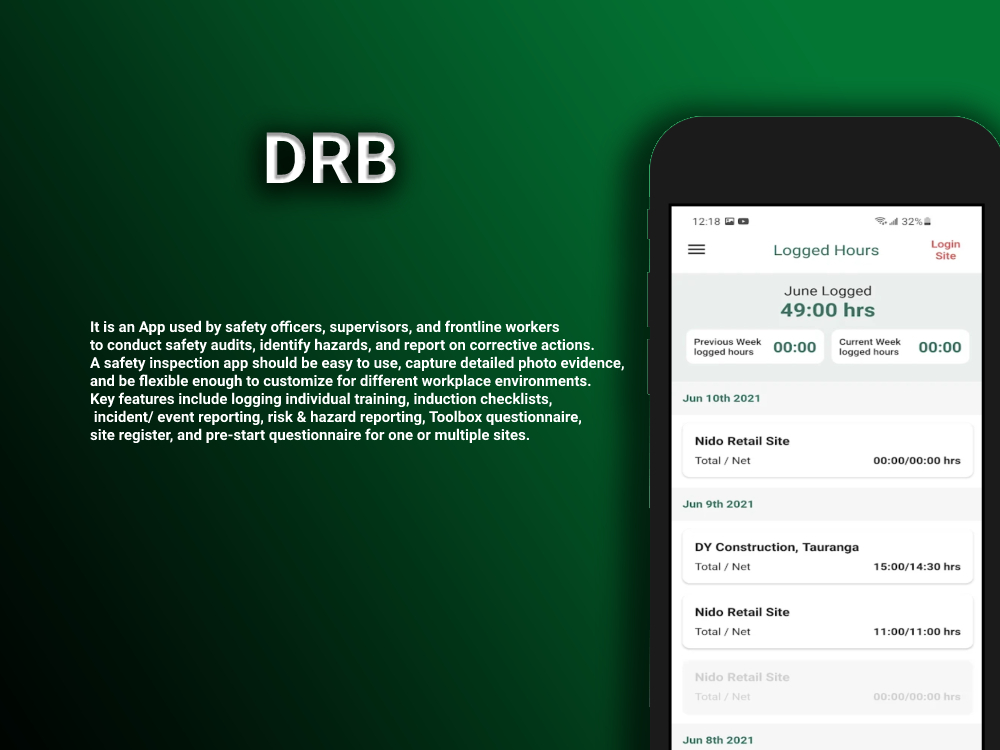 DRB
It is an App used by safety officers, supervisors, and frontline workers
to conduct safety audits, identify hazards, and report on corrective actions.
A safety inspection app should be easy to use, capture detailed photo evidence,
and be flexible enough to customize for different workplace environments.
Key features include logging individual training, induction checklists,
incident/ event reporting, risk & hazard reporting, Toolbox questionnaire,
site register, and pre-start questionnaire for one or multiple sites.
12:18 32%
Logged Hours
Login
Site
June Logged
49:00 hrs
Previous Week
logged hours
00:00
Current Week
logged hours
00:00
Jun 10th 2021
Nido Retail Site
Total / Net 00:00/00:00 hrs
Jun 9th 2021
DY Construction, Tauranga
Total / Net 15:00/14:30 hrs
Nido Retail Site
Total / Net 11:00/11:00 hrs
Nido Retail Site
Total / Net 00:00/00:00 hrs
Jun 8th 2021